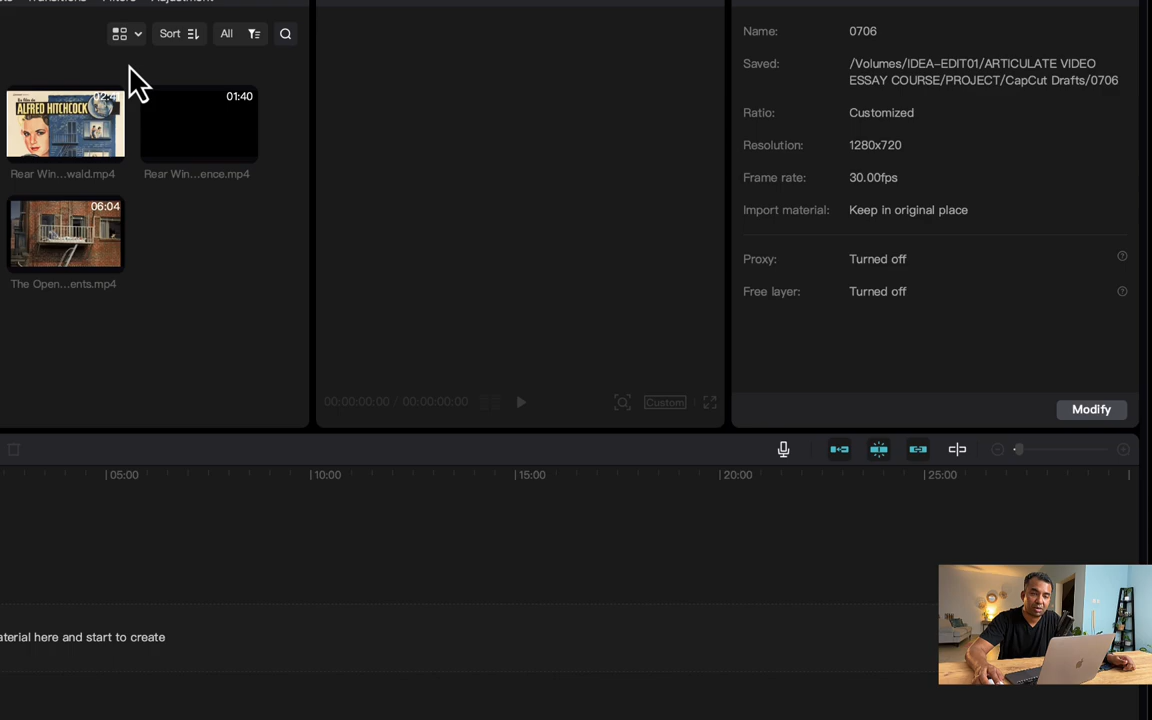 Transitions Filters Adjustment
Sort All
ALFRED HITCHCOCK
01:40
Rear Win...wald.mp4 Rear Win...ence.mp4
06:04
The Open...ents.mp4
00:00:00:00 / 00:00:00:00 Custom
Name: 0706
Saved: /Volumes/IDEA-EDIT01/ARTICULATE VIDEO
ESSAY COURSE/PROJECT/CapCut Drafts/0706
Ratio: Customized
Resolution: 1280x720
Frame rate: 30.00fps
Import material: Keep in original place
Proxy: Turned off
Free layer: Turned off
Modify
05:00 10:00 15:00 20:00 25:00
aterial here and start to create